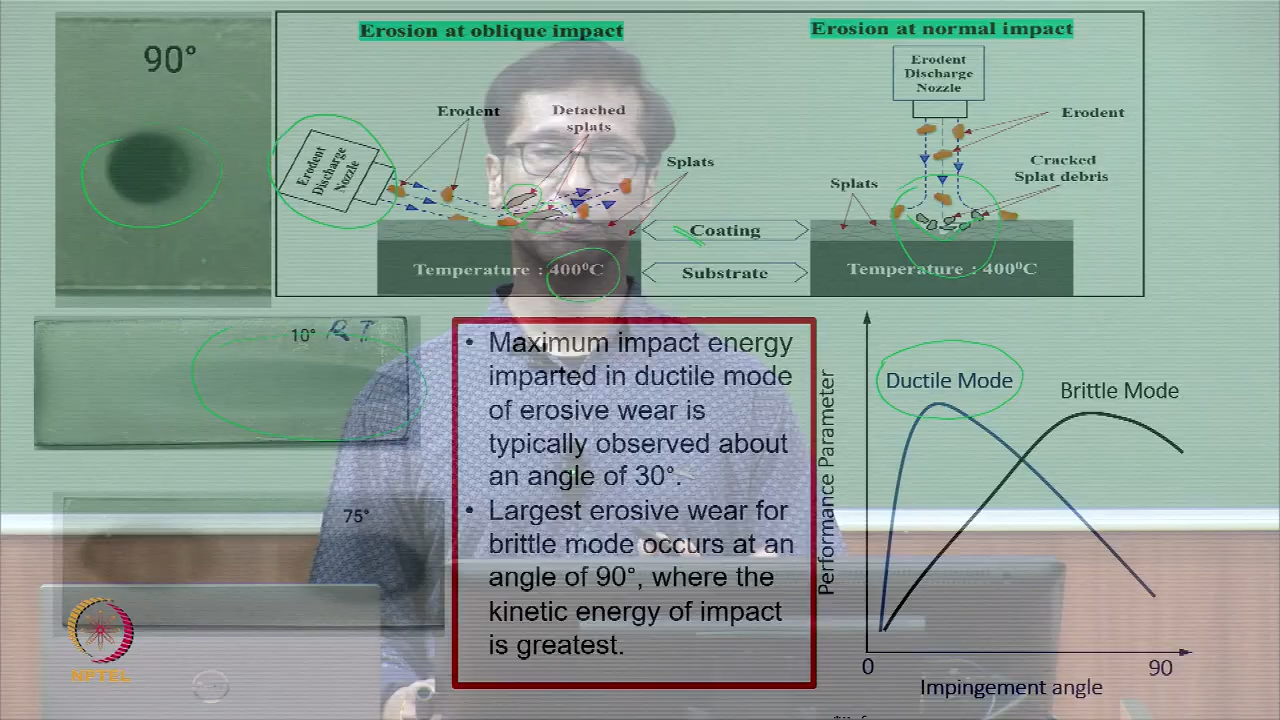 90°
Erosion at oblique impact
Erosion at normal impact
Erodent
Discharge
Nozzle
Erodent
Detached
splats
Splats
Erodent
Discharge
Nozzle
Erodent
Cracked
Splat debris
Splats
Coating
Substrate
Temperature : 400⁰C
Temperature : 400⁰C
10° RT
75°
• Maximum impact energy
imparted in ductile mode
of erosive wear is
typically observed about
an angle of 30°.
• Largest erosive wear for
brittle mode occurs at an
angle of 90°, where the
kinetic energy of impact
is greatest.
Performance Parameter
Ductile Mode
Brittle Mode
0
90
Impingement angle
NPTEL